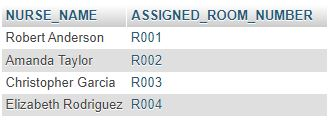 NURSE_NAME ASSIGNED_ROOM_NUMBER
Robert Anderson R001
Amanda Taylor R002
Christopher Garcia R003
Elizabeth Rodriguez R004